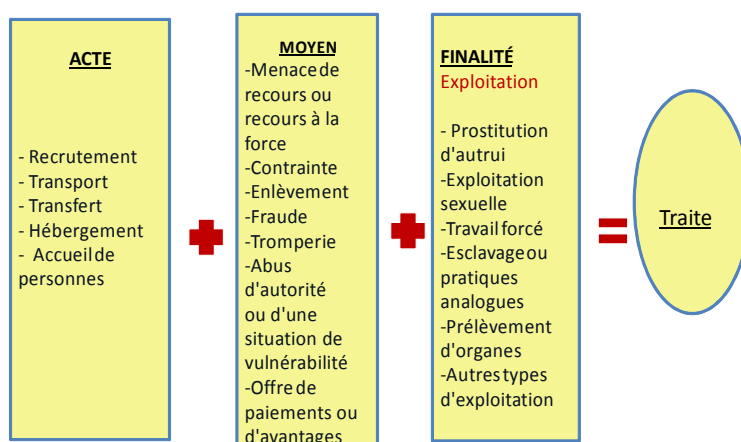 ACTE
- Recrutement
- Transport
- Transfert
- Hébergement
- Accueil de
personnes
MOYEN
-Menace de
recours ou
recours à la
force
-Contrainte
-Enlèvement
-Fraude
-Tromperie
-Abus
d'autorité
ou d'une
situation de
vulnérabilité
-Offre de
paiements ou
d'avantages
FINALITÉ
Exploitation
- Prostitution
d'autrui
-Exploitation
sexuelle
-Travail forcé
-Esclavage ou
pratiques
analogues
-Prélèvement
d'organes
-Autres types
d'exploitation
Traite